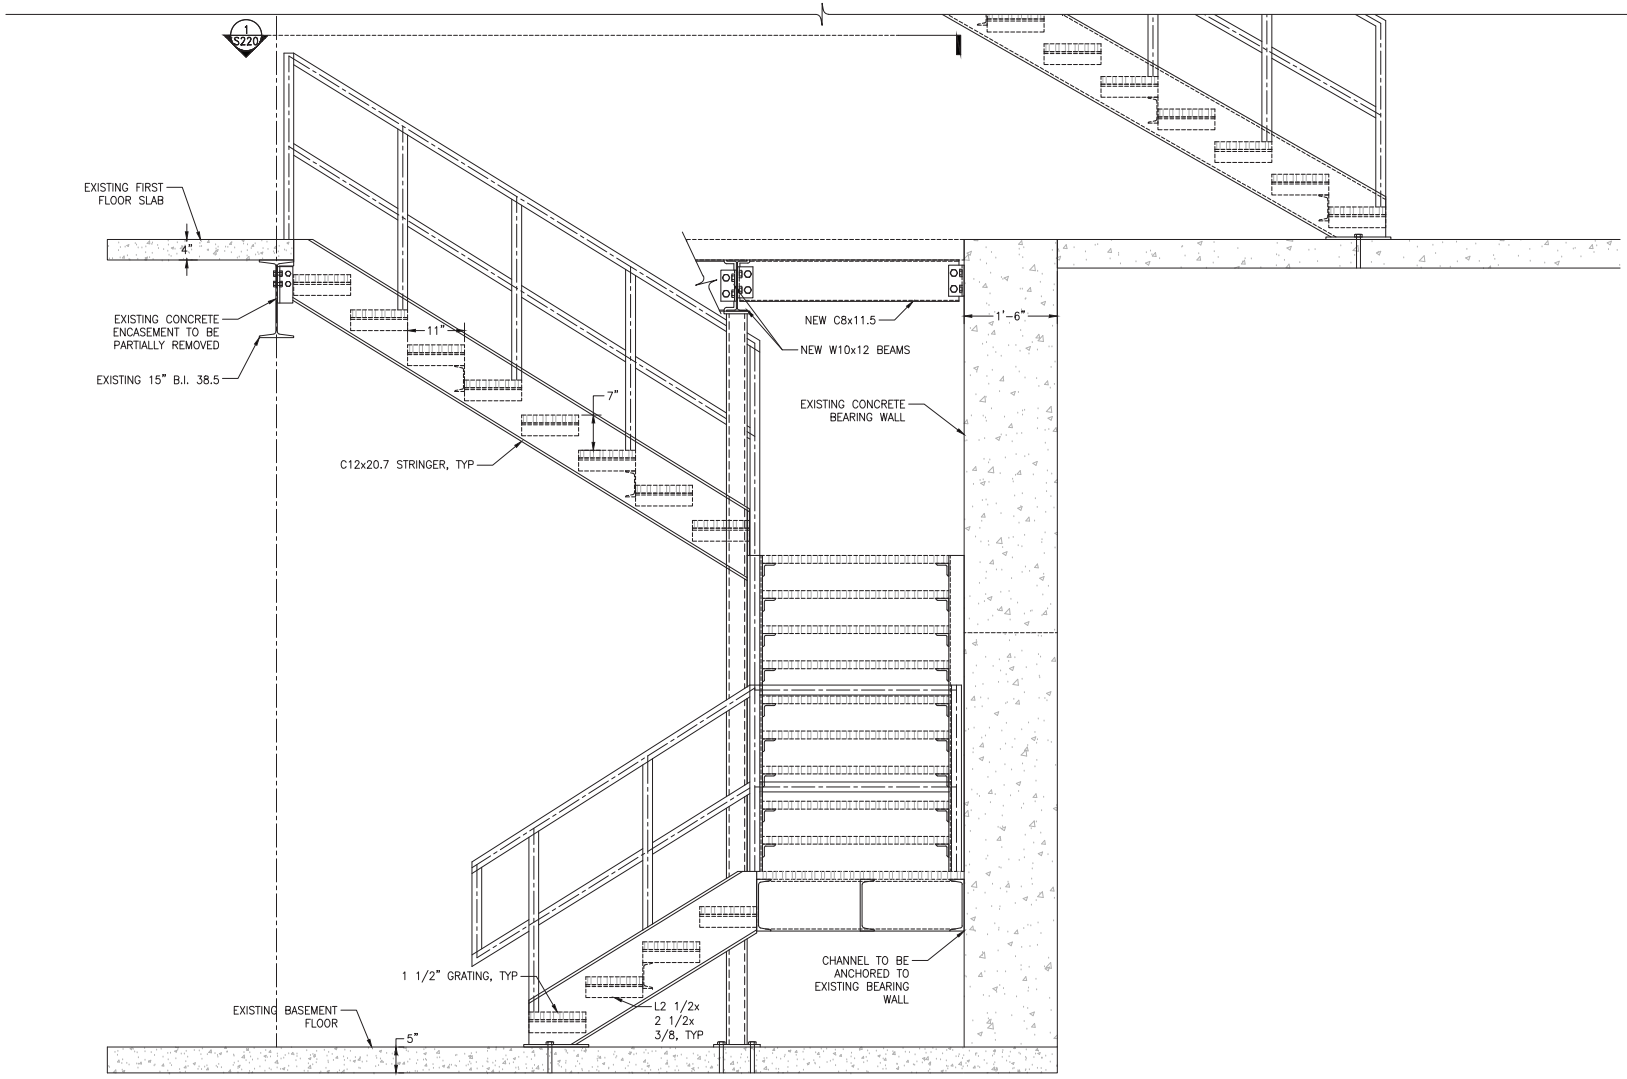 1
S220
EXISTING FIRST
FLOOR SLAB
4"
EXISTING CONCRETE
ENCASEMENT TO BE
PARTIALLY REMOVED
EXISTING 15" B.I. 38.5
11"
7"
C12x20.7 STRINGER, TYP
NEW C8x11.5
NEW W10x12 BEAMS
1'-6"
EXISTING CONCRETE
BEARING WALL
1 1/2" GRATING, TYP
L2 1/2x
2 1/2x
3/8, TYP
CHANNEL TO BE
ANCHORED TO
EXISTING BEARING
WALL
EXISTING BASEMENT
FLOOR
5"